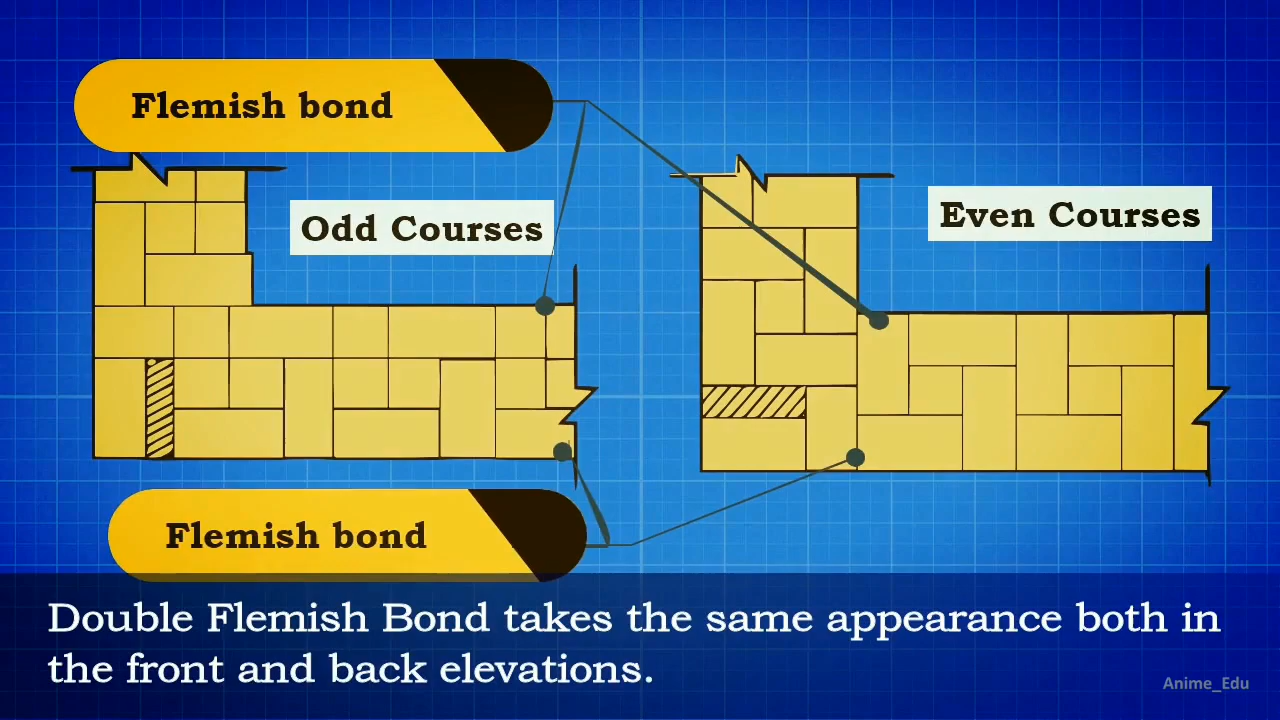 Flemish bond
Odd Courses
Even Courses
Flemish bond
Double Flemish Bond takes the same appearance both in
the front and back elevations.
Anime_Edu